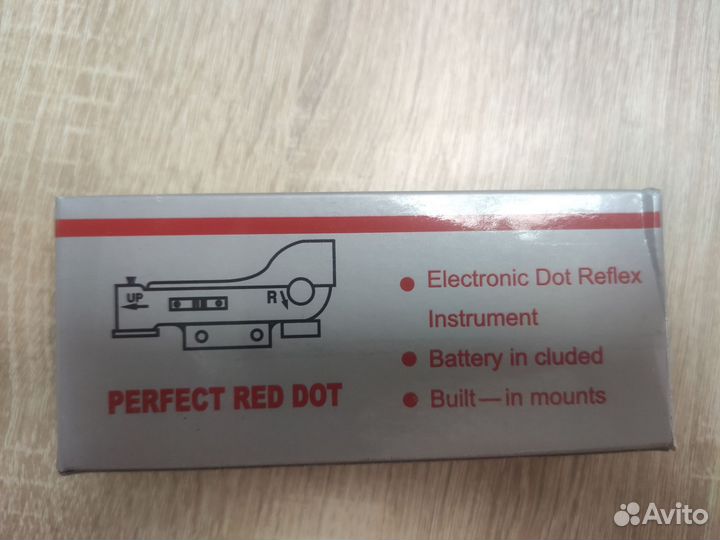 UP
R
PERFECT RED DOT
Electronic Dot Reflex
Instrument
Battery in cluded
Built—in mounts
Avito